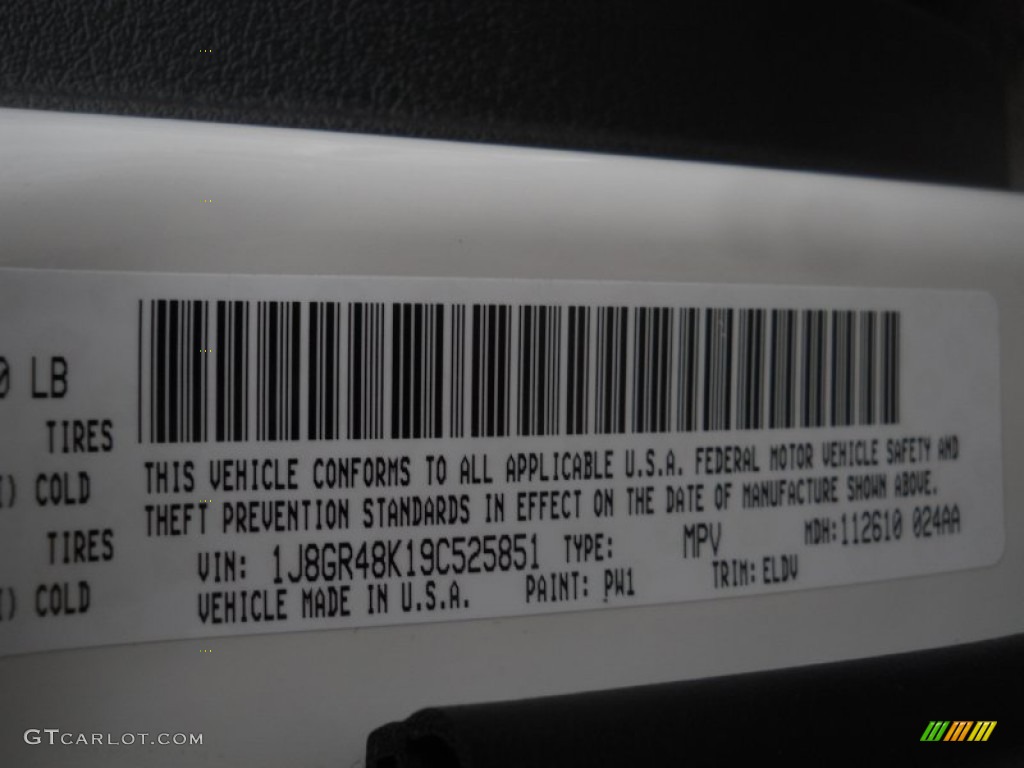 0 LB
TIRES
COLD
TIRES
COLD
THIS VEHICLE CONFORMS TO ALL APPLICABLE U.S.A. FEDERAL MOTOR VEHICLE SAFETY AND
THEFT PREVENTION STANDARDS IN EFFECT ON THE DATE OF MANUFACTURE SHOWN ABOVE.
VIN: 1J8GR48K19C525851 TYPE: MPV MDH:112610 024AA
VEHICLE MADE IN U.S.A. PAINT: PW1 TRIM: ELDV
GTCARLOT.COM